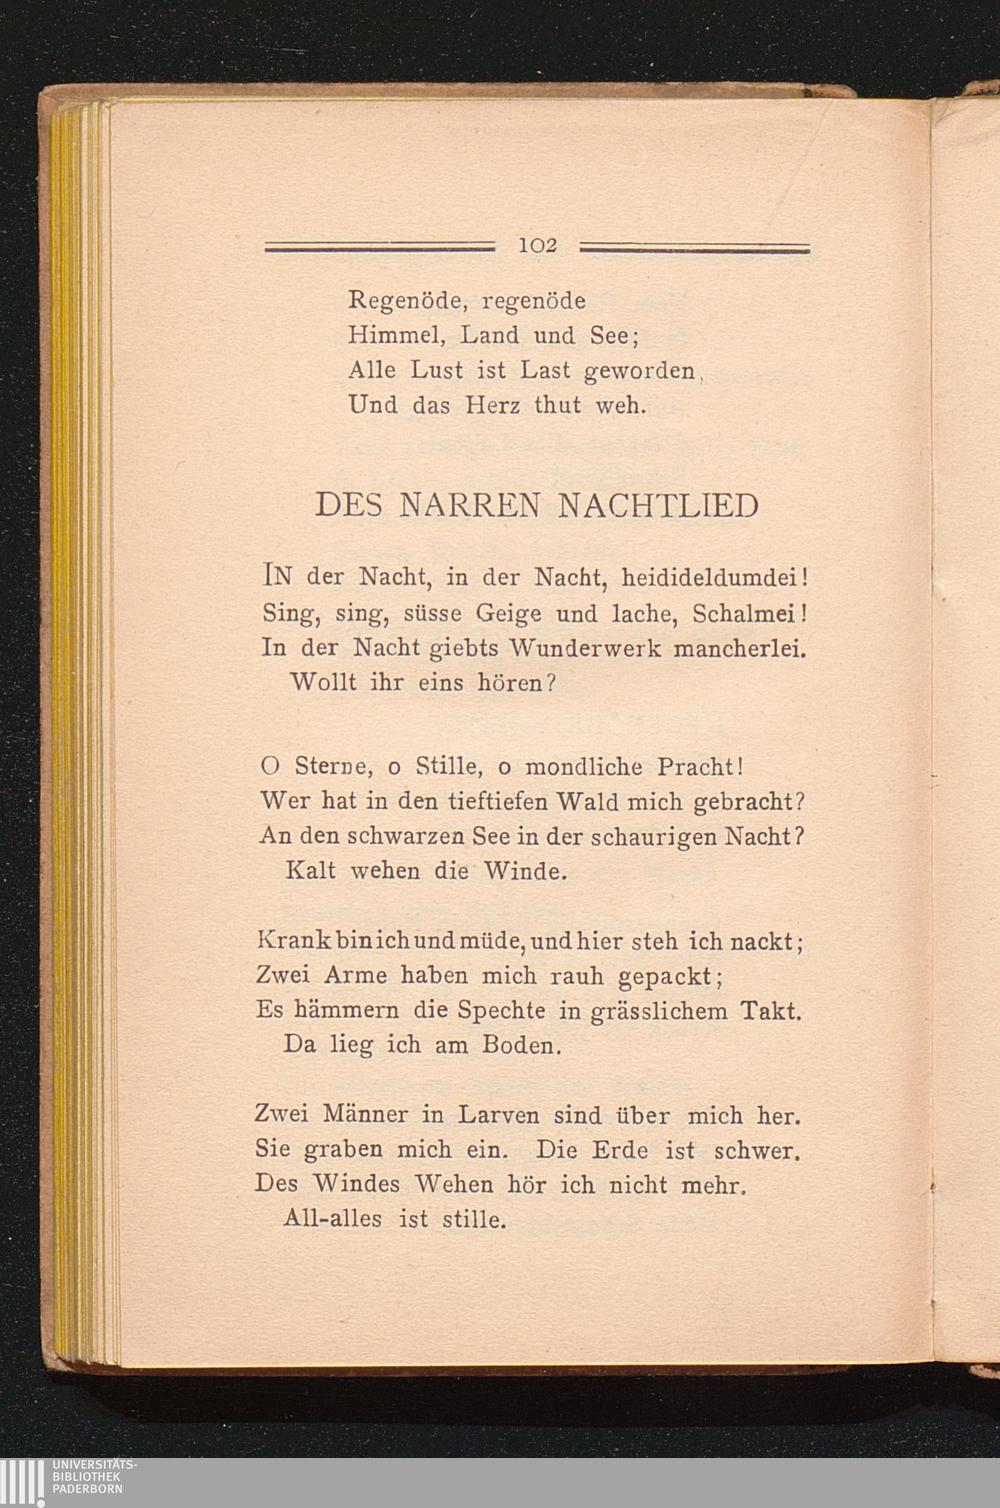 102
Regenöde, regenöde
Himmel, Land und See;
Alle Lust ist Last geworden,
Und das Herz thut weh.
DES NARREN NACHTLIED
IN der Nacht, in der Nacht, heidideldumdei!
Sing, sing, süsse Geige und lache, Schalmei!
In der Nacht giebts Wunderwerk mancherlei.
Wollt ihr eins hören?
O Sterne, o Stille, o mondliche Pracht!
Wer hat in den tieftiefen Wald mich gebracht?
An den schwarzen See in der schaurigen Nacht?
Kalt wehen die Winde.
Krank bin ich und müde, und hier steh ich nackt;
Zwei Arme haben mich rauh gepackt;
Es hämmern die Spechte in grässlichem Takt.
Da lieg ich am Boden.
Zwei Männer in Larven sind über mich her.
Sie graben mich ein. Die Erde ist schwer.
Des Windes Wehen hör ich nicht mehr.
All-alles ist stille.
UNIVERSITÄTS-
BIBLIOTHEK
PADERBORN